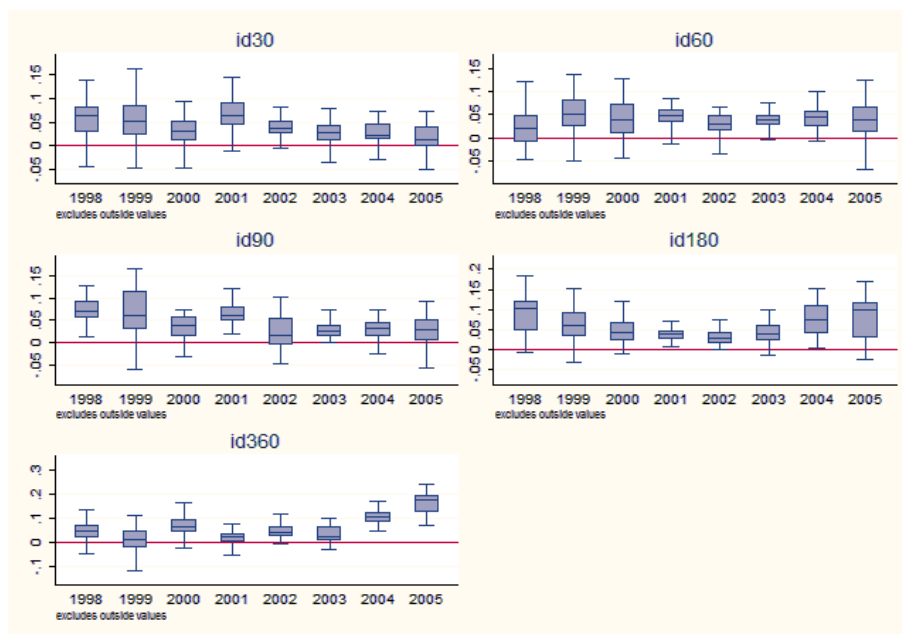 id30
-.05 0 .05 .1 .15
1998 1999 2000 2001 2002 2003 2004 2005
excludes outside values
id60
-.05 0 .05 .1 .15
1998 1999 2000 2001 2002 2003 2004 2005
excludes outside values
id90
-.05 0 .05 .1 .15
1998 1999 2000 2001 2002 2003 2004 2005
excludes outside values
id180
-.05 0 .05 .1 .15 .2
1998 1999 2000 2001 2002 2003 2004 2005
excludes outside values
id360
-.1 0 .1 .2 .3
1998 1999 2000 2001 2002 2003 2004 2005
excludes outside values